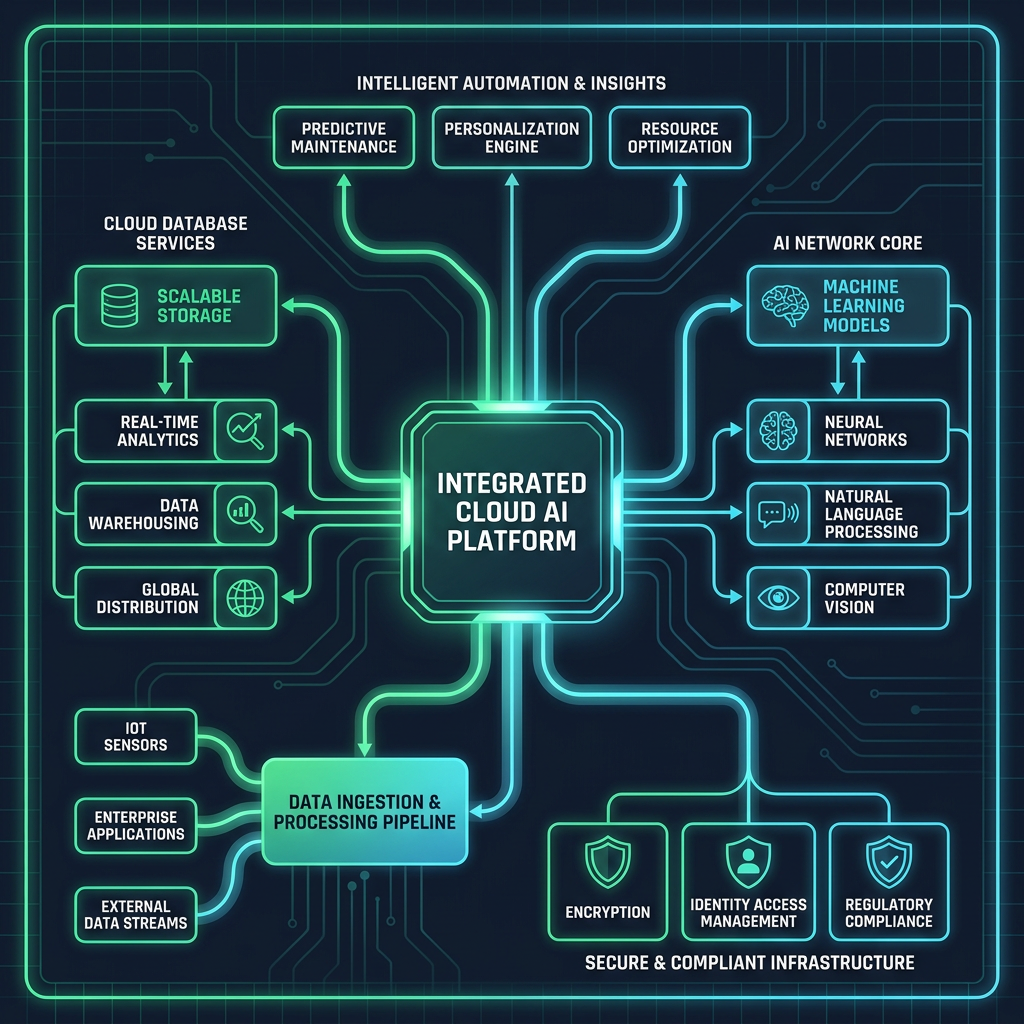 INTELLIGENT AUTOMATION & INSIGHTS
PREDICTIVE
MAINTENANCE
PERSONALIZATION
ENGINE
RESOURCE
OPTIMIZATION
CLOUD DATABASE
SERVICES
SCALABLE
STORAGE
REAL-TIME
ANALYTICS
DATA
WAREHOUSING
GLOBAL
DISTRIBUTION
INTEGRATED
CLOUD AI
PLATFORM
AI NETWORK CORE
MACHINE
LEARNING
MODELS
NEURAL
NETWORKS
NATURAL
LANGUAGE
PROCESSING
COMPUTER
VISION
IOT
SENSORS
ENTERPRISE
APPLICATIONS
EXTERNAL
DATA STREAMS
DATA INGESTION &
PROCESSING PIPELINE
ENCRYPTION
IDENTITY ACCESS
MANAGEMENT
REGULATORY
COMPLIANCE
SECURE & COMPLIANT INFRASTRUCTURE